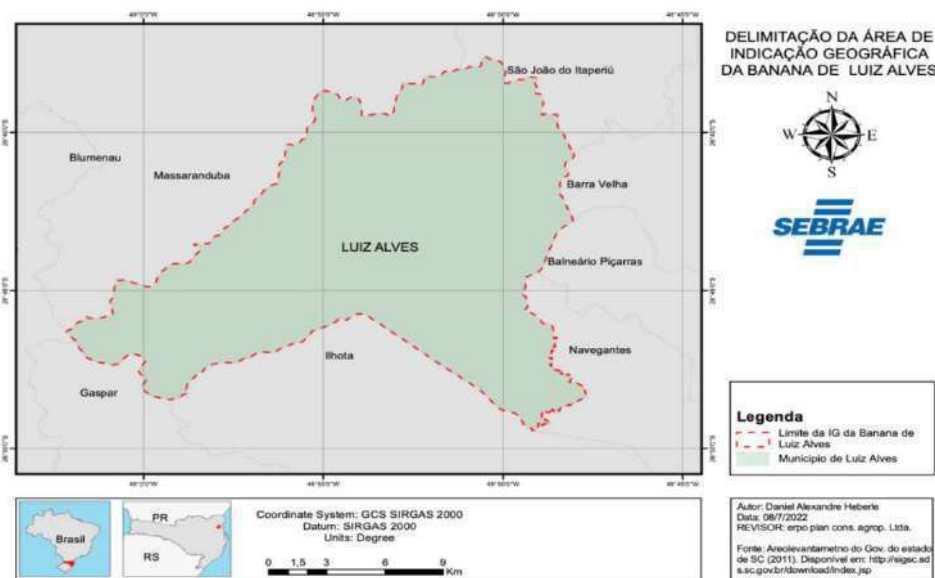 DELIMITAÇÃO DA ÁREA DE
INDICAÇÃO GEOGRÁFICA
DA BANANA DE LUIZ ALVES
N
W
E
S
SEBRAE
São João do Itaperiú
Blumenau
Massaranduba
Barra Velha
LUIZ ALVES
Balneário Piçarras
Ilhota
Navegantes
Gaspar
Legenda
Limite da IG da Banana de
Luiz Alves
Município de Luiz Alves
Brasil
PR
RS
Coordinate System: GCS SIRGAS 2000
Datum: SIRGAS 2000
Units: Degree
0 1,5 3 6 9
Km
Autor: Daniel Alexandre Heberle
Data: 08/7/2022
REVISOR: erpo plan cons. agrop. Ltda.
Fonte: Areolevantametno do Gov. do estado
de SC (2011). Disponível em: http://sigsc.sd
s.sc.gov.br/download/index.jsp